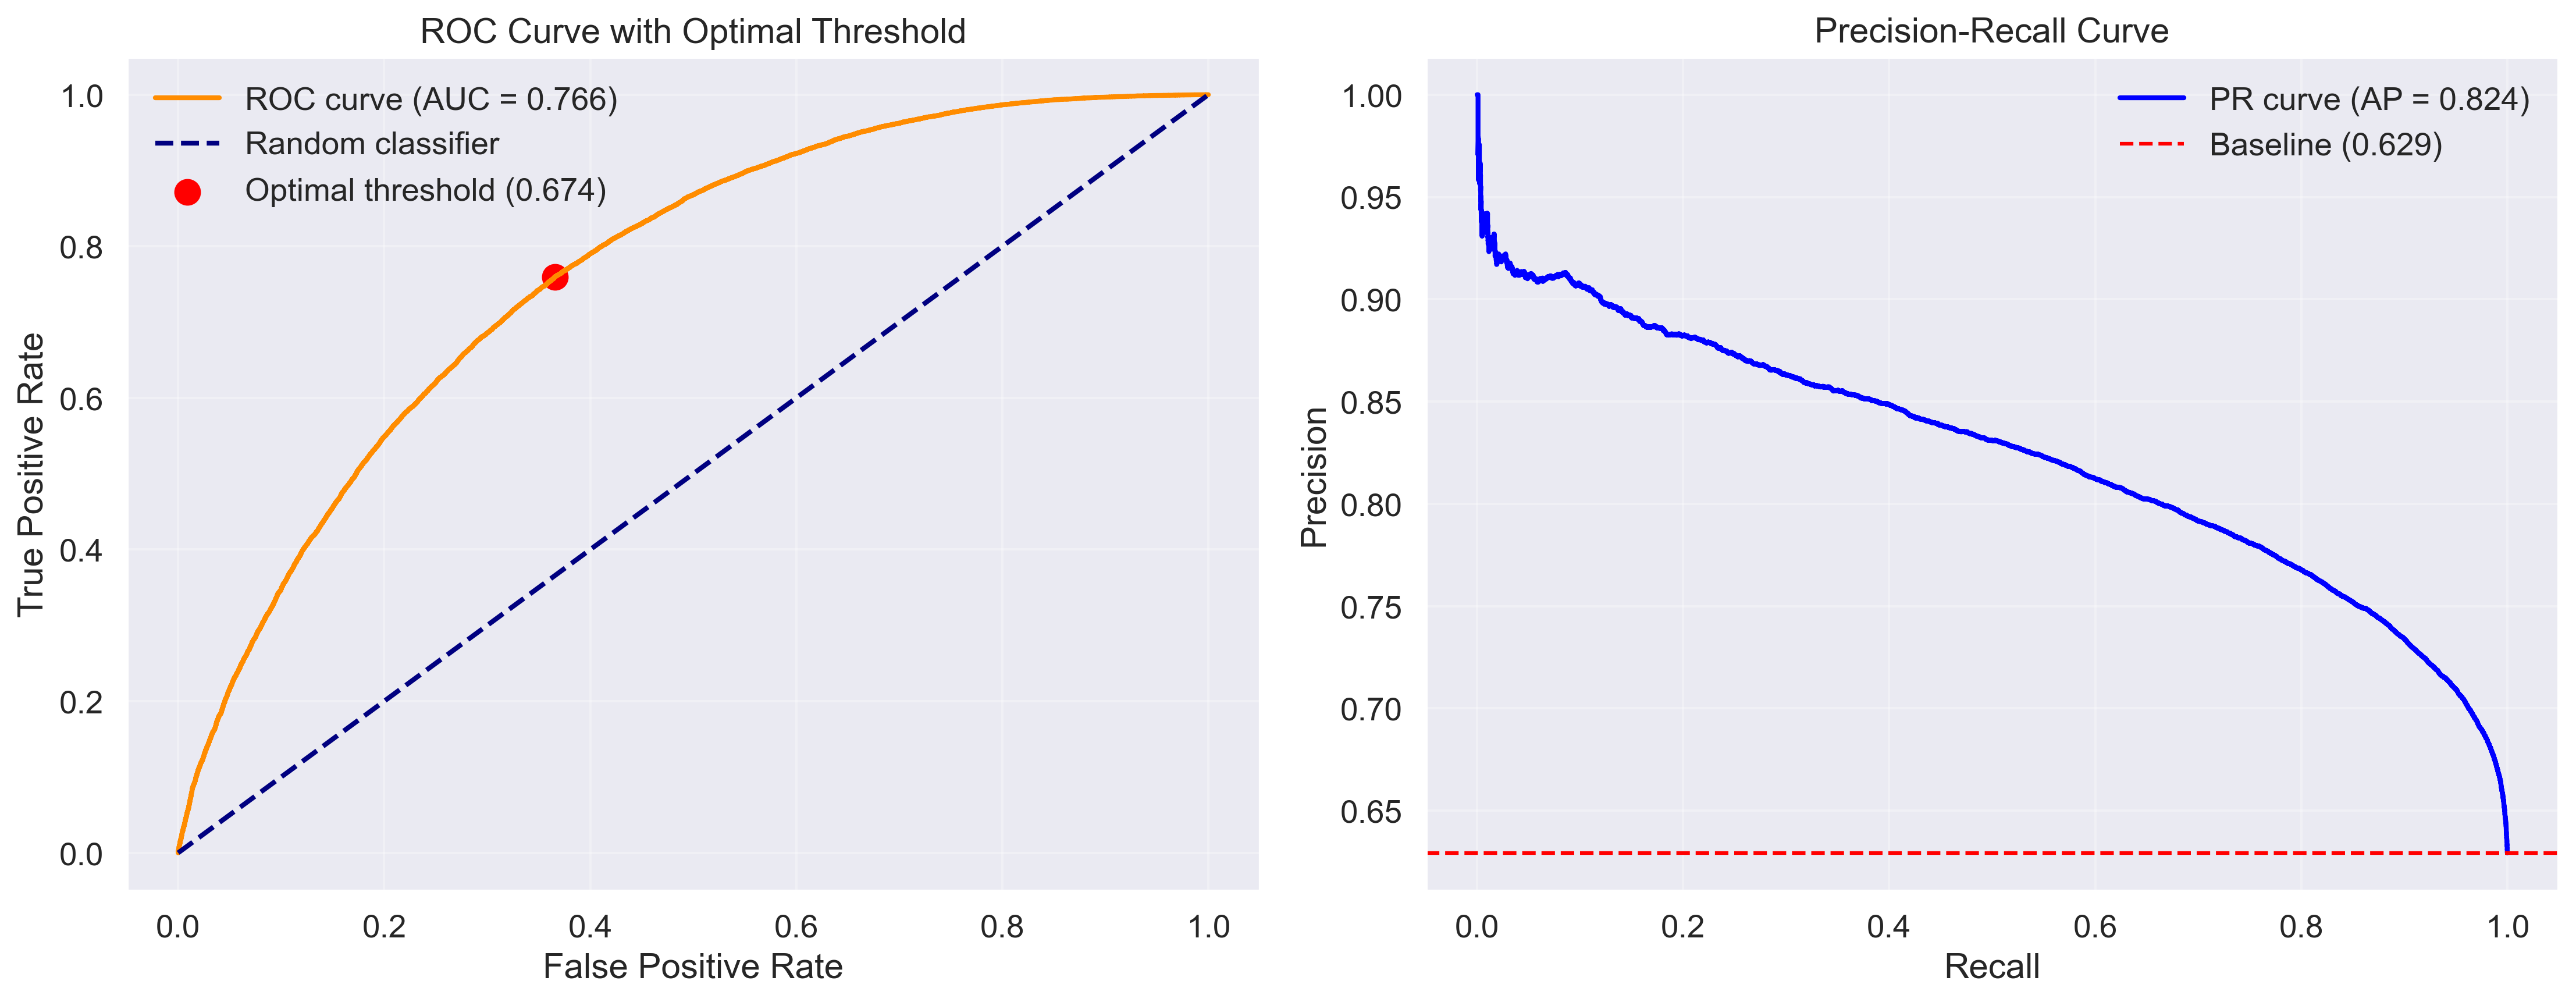 ROC Curve with Optimal Threshold
ROC curve (AUC = 0.766)
Random classifier
Optimal threshold (0.674)
1.0
0.8
0.6
0.4
0.2
0.0
True Positive Rate
0.0 0.2 0.4 0.6 0.8 1.0
False Positive Rate
Precision-Recall Curve
PR curve (AP = 0.824)
Baseline (0.629)
1.00
0.95
0.90
0.85
0.80
0.75
0.70
0.65
Precision
0.0 0.2 0.4 0.6 0.8 1.0
Recall